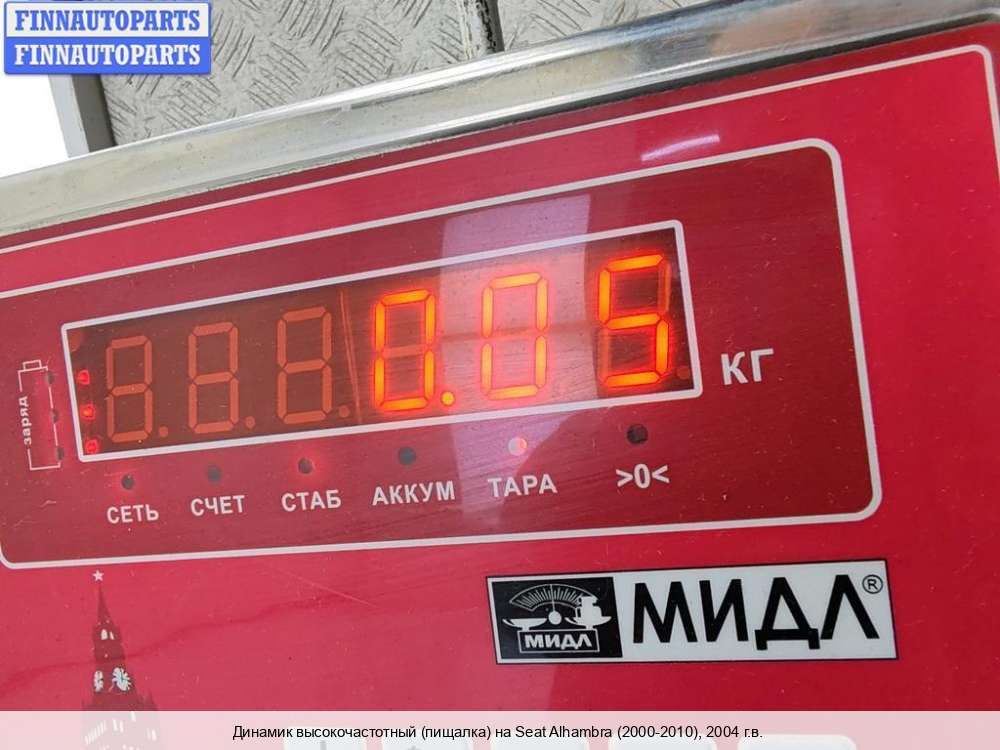 FINNAUTOPARTS
FINNAUTOPARTS
0.05
КГ
заряд
СЕТЬ СЧЕТ СТАБ АККУМ ТАРА >0<
МИДЛ МИДЛ®
Динамик высокочастотный (пищалка) на Seat Alhambra (2000-2010), 2004 г.в.